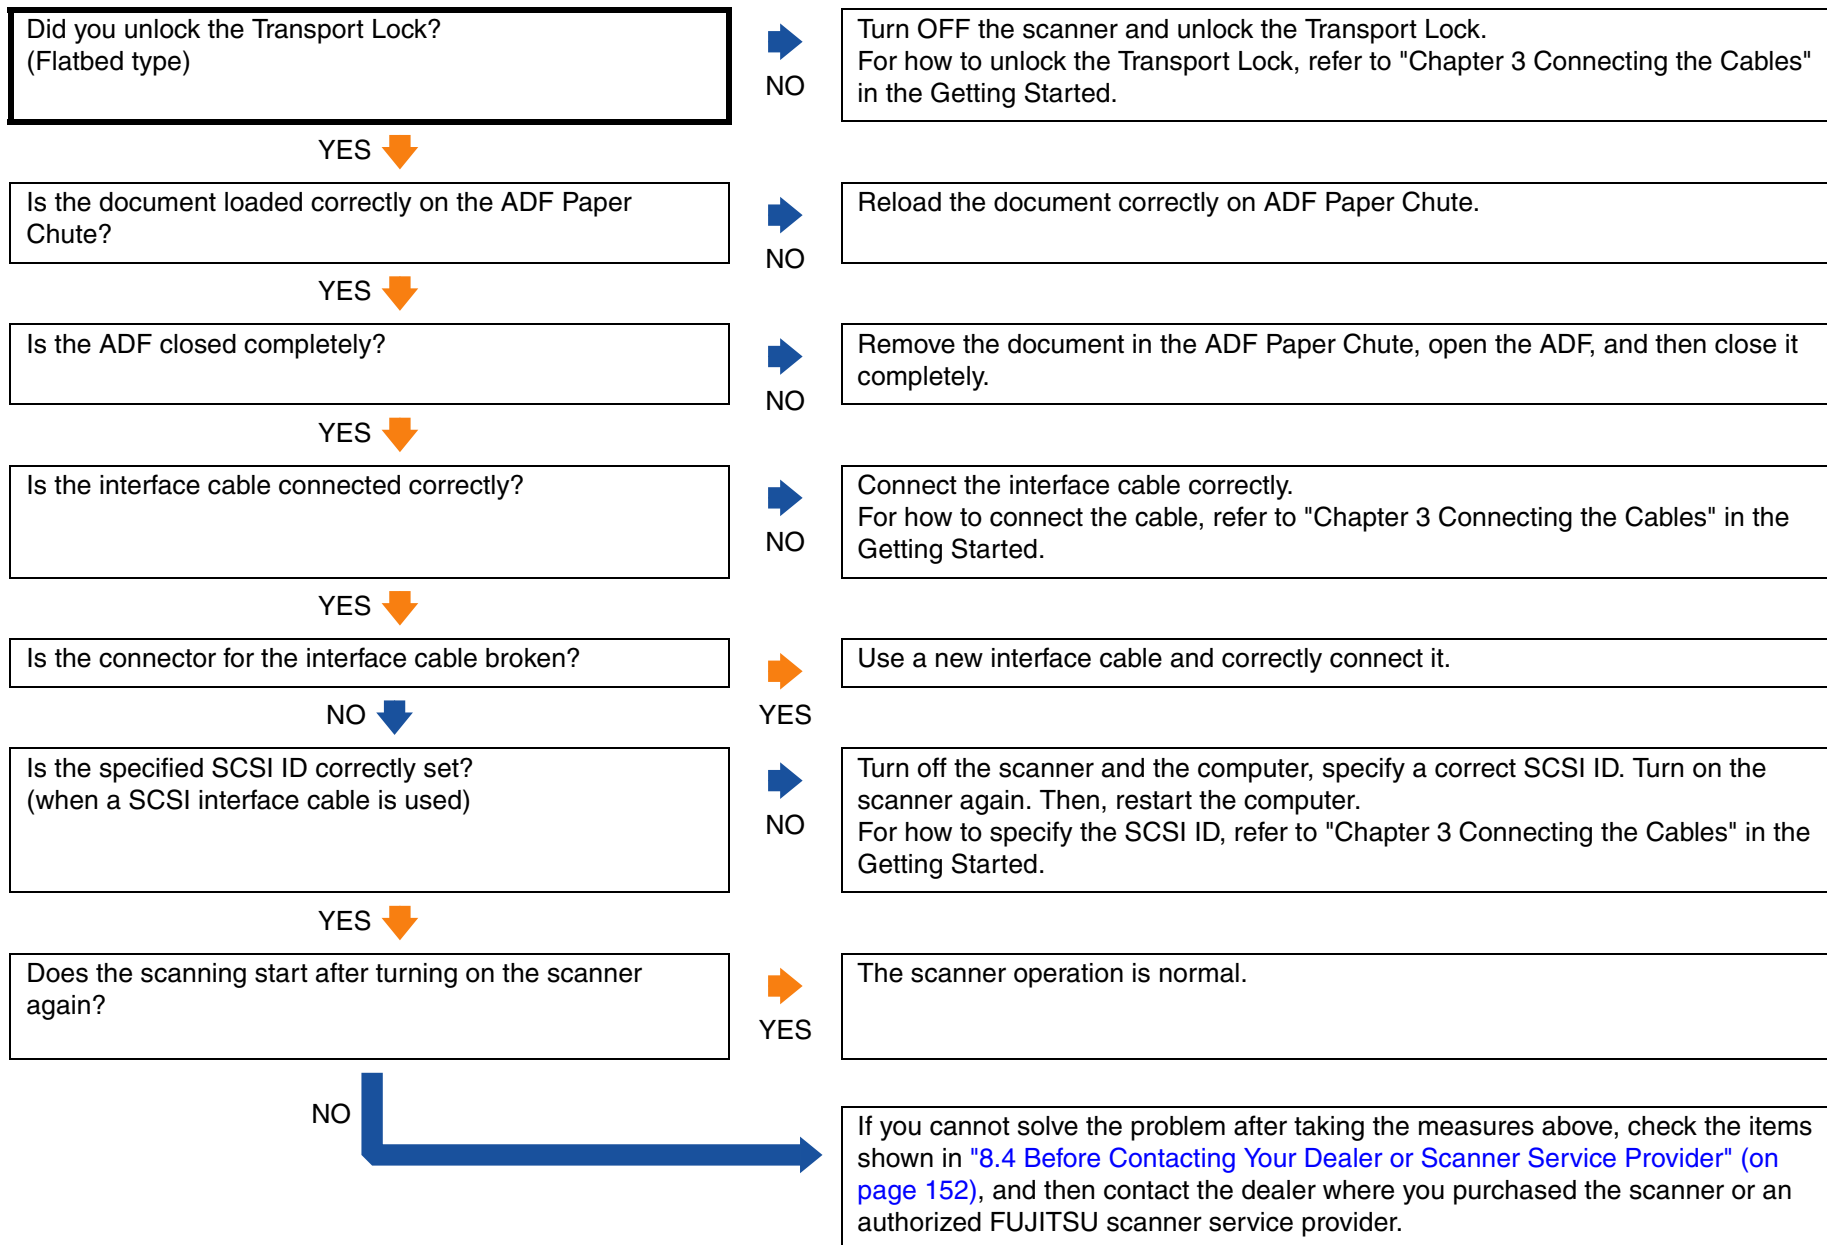 Did you unlock the Transport Lock?
(Flatbed type)
NO
Turn OFF the scanner and unlock the Transport Lock.
For how to unlock the Transport Lock, refer to "Chapter 3 Connecting the Cables"
in the Getting Started.
YES
Is the document loaded correctly on the ADF Paper
Chute?
NO
Reload the document correctly on ADF Paper Chute.
YES
Is the ADF closed completely?
NO
Remove the document in the ADF Paper Chute, open the ADF, and then close it
completely.
YES
Is the interface cable connected correctly?
NO
Connect the interface cable correctly.
For how to connect the cable, refer to "Chapter 3 Connecting the Cables" in the
Getting Started.
YES
Is the connector for the interface cable broken?
YES
Use a new interface cable and correctly connect it.
NO
Is the specified SCSI ID correctly set?
(when a SCSI interface cable is used)
NO
Turn off the scanner and the computer, specify a correct SCSI ID. Turn on the
scanner again. Then, restart the computer.
For how to specify the SCSI ID, refer to "Chapter 3 Connecting the Cables" in the
Getting Started.
YES
Does the scanning start after turning on the scanner
again?
YES
The scanner operation is normal.
NO
If you cannot solve the problem after taking the measures above, check the items
shown in "8.4 Before Contacting Your Dealer or Scanner Service Provider" (on
page 152), and then contact the dealer where you purchased the scanner or an
authorized FUJITSU scanner service provider.